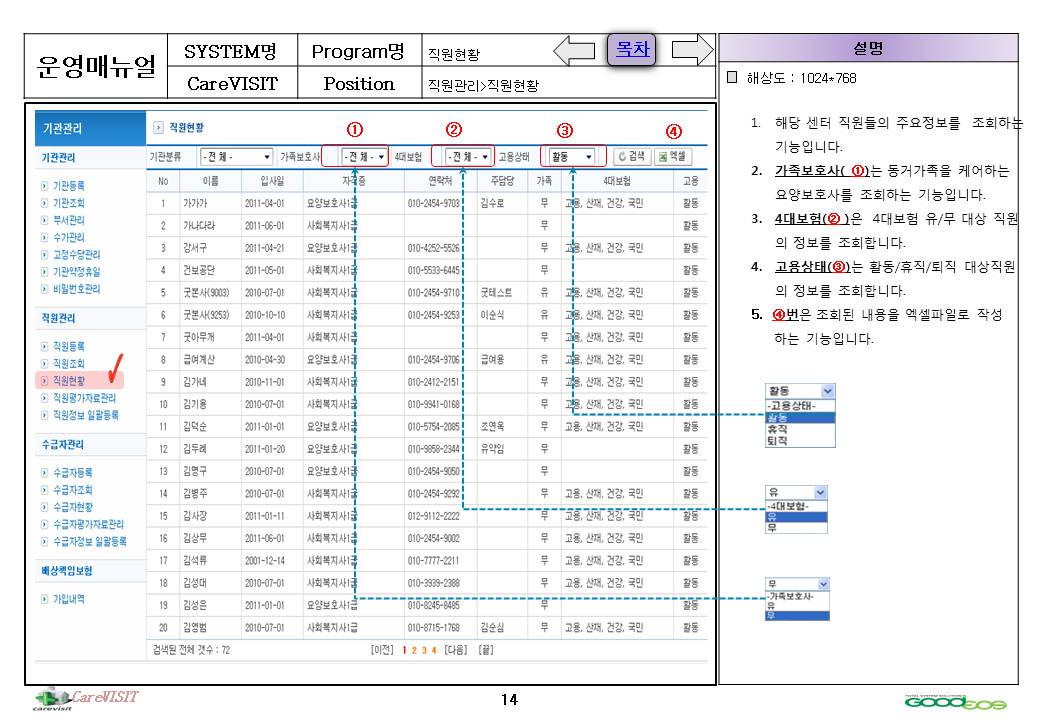 운영매뉴얼
SYSTEM명 Program명 직원현황 목차
CareVISIT Position 직원관리>직원현황
기관관리
기관관리
기관등록
기관조회
부서관리
수가관리
고정수당관리
기관약정휴일
비밀번호관리
직원관리
직원등록
직원조회
직원현황
직원평가자료관리
직원정보 일괄등록
수급자관리
수급자등록
수급자조회
수급자현황
수급자평가자료관리
수급자정보 일괄등록
배상책임보험
가입내역
직원현황 ① ② ③ ④
기관분류 -전체- 가족보호사 -전체- 4대보험 -전체- 고용상태 활동 검색 엑셀
No 이름 입사일 자격증 연락처 주담당 가족 4대보험 고용
1 가가가 2011-04-01 요양보호사1급 010-2454-9703 김수로 무 고용, 산재, 건강, 국민 활동
2 가나다라 2011-06-01 사회복지사1급 무 활동
3 강서구 2011-04-21 요양보호사1급 010-4252-5526 무 고용, 산재, 건강, 국민 활동
4 건보공단 2011-05-01 사회복지사1급 010-5533-6445 무 활동
5 굿본사(9003) 2010-07-01 사회복지사1급 010-2454-9710 굿테스트 유 고용, 산재, 건강, 국민 활동
6 굿본사(9253) 2010-10-10 사회복지사1급 010-2454-9253 이순식 유 고용, 산재, 건강, 국민 활동
7 굿아무개 2011-04-01 사회복지사1급 무 고용, 산재, 건강, 국민 활동
8 급여계산 2010-04-30 요양보호사1급 010-2454-9706 급여용 유 고용, 산재, 건강, 국민 활동
9 김가네 2010-11-01 사회복지사1급 010-2412-2151 무 고용, 산재, 건강, 국민 활동
10 김기용 2010-07-01 사회복지사1급 010-9941-0168 무 고용, 산재, 건강, 국민 활동
11 김덕순 2011-01-01 요양보호사1급 010-5754-2085 조연옥 무 고용, 산재, 건강, 국민 활동
12 김두례 2011-01-20 요양보호사1급 010-9858-2344 유약임 무 활동
13 김명구 2010-07-01 요양보호사1급 010-2454-9050 무 활동
14 김병주 2010-07-01 사회복지사1급 010-2454-9292 무 고용, 산재, 건강, 국민 활동
15 김사장 2011-01-11 사회복지사1급 012-9112-2222 무 고용, 산재, 건강, 국민 활동
16 김상무 2011-06-01 사회복지사1급 010-2454-9002 무 고용, 산재, 건강, 국민 활동
17 김석류 2001-12-14 사회복지사1급 010-7777-2211 무 고용, 산재, 건강, 국민 활동
18 김성대 2010-07-01 사회복지사1급 010-3939-2388 무 고용, 산재, 건강, 국민 활동
19 김성은 2011-01-01 요양보호사1급 010-8245-8485 무 활동
20 김영범 2010-07-01 사회복지사1급 010-8715-1768 김순심 무 고용, 산재, 건강, 국민 활동
검색된 전체 갯수 : 72 [이전] 1 2 3 4 [다음] [끝]
설명
해상도 : 1024*768
1. 해당 센터 직원들의 주요정보를 조회하는
기능입니다.
2. 가족보호사( ①)는 동거가족을 케어하는
요양보호사를 조회하는 기능입니다.
3. 4대보험(② )은 4대보험 유/무 대상 직원
의 정보를 조회합니다.
4. 고용상태(③)는 활동/휴직/퇴직 대상직원
의 정보를 조회합니다.
5. ④번은 조회된 내용을 엑셀파일로 작성
하는 기능입니다.
활동
-고용상태-
활동
휴직
퇴직
유
-4대보험-
유
무
무
-가족보호사-
유
무
carevisit
CareVISIT
14
TOTAL SYSTEM SOLUTIONS
GOODEOS